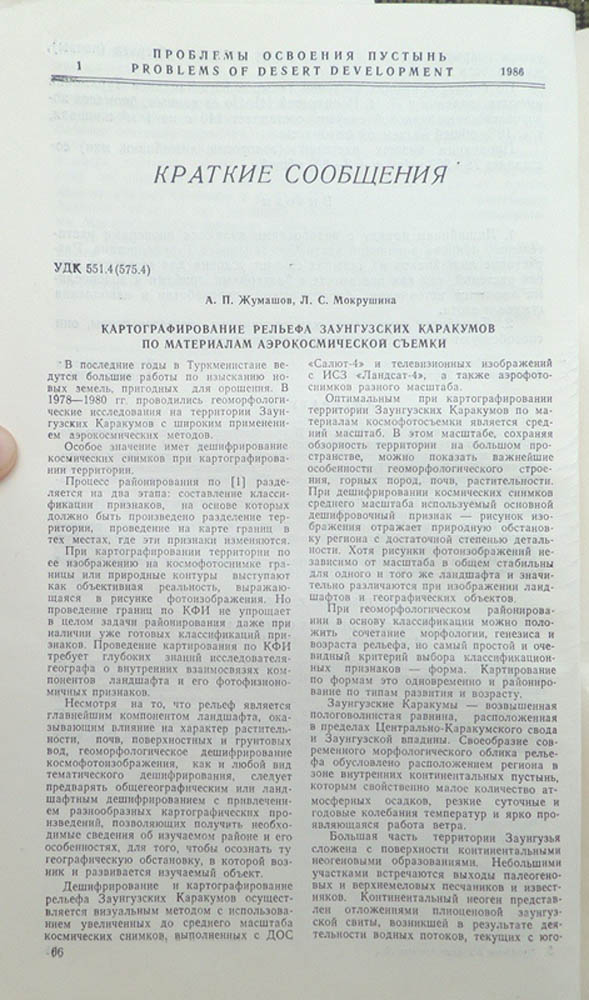 ПРОБЛЕМЫ ОСВОЕНИЯ ПУСТЫНЬ
1 PROBLEMS OF DESERT DEVELOPMENT 1986
КРАТКИЕ СООБЩЕНИЯ
УДК 551.4(575.4)
А. П. Жумашов, Л. С. Мокрушина
КАРТОГРАФИРОВАНИЕ РЕЛЬЕФА ЗАУНГУЗСКИХ КАРАКУМОВ
ПО МАТЕРИАЛАМ АЭРОКОСМИЧЕСКОЙ СЪЕМКИ
В последние годы в Туркменистане ве-
дутся большие работы по изысканию но-
вых земель, пригодных для орошения. В
1978—1980 гг. проводились геоморфологи-
ческие исследования на территории Заун-
гузских Каракумов с широким применени-
ем аэрокосмических методов.
Особое значение имет дешифрирование
космических снимков при картографирова-
нии территории.
Процесс районирования по [1] разде-
ляется на два этапа: составление класси-
фикации признаков, на основе которых
должно быть произведено разделение тер-
ритории, проведение на карте границ в
тех местах, где эти признаки изменяются.
При картографировании территории по
ее изображению на космофотоснимке гра-
ницы или природные контуры выступают
как объективная реальность, выражаю-
щаяся в рисунке фотоизображения. Но
проведение границ по КФИ не упрощает
в целом задачи районирования даже при
наличии уже готовых классификаций при-
знаков. Проведение картирования по КФИ
требует глубоких знаний исследователя-
географа о внутренних взаимосвязях ком-
понентов ландшафта и его фотофизионо-
мичных признаков.
Несмотря на то, что рельеф является
главнейшим компонентом ландшафта, ока-
зывающим влияние на характер раститель-
ности, почв, поверхностных и грунтовых
вод, геоморфологическое дешифрирование
космофотоизображения, как и любой вид
тематического дешифрирования, следует
предварять общегеографическим или ланд-
шафтным дешифрированием с привлечени-
ем разнообразных картографических про-
изведений, позволяющих получить необхо-
димые сведения об изучаемом районе и его
особенностях, для того, чтобы осознать ту
географическую обстановку, в которой воз-
ник и развивается изучаемый объект.
Дешифрирование и картографирование
рельефа Заунгузских Каракумов осущест-
вляется визуальным методом с использова-
нием увеличенных до среднего масштаба
космических снимков, выполненных с ДОС
66
«Салют-4» и телевизионных изображений
с ИСЗ «Ландсат-4», а также аэрофото-
снимков разного масштаба.
Оптимальным при картографировании
территории Заунгузских Каракумов по ма-
териалам космофотосъемки является сред-
ний масштаб. В этом масштабе, сохраняя
обзорность территории на большом про-
странстве, можно показать важнейшие
особенности геоморфологического строе-
ния, горных пород, почв, растительности.
При дешифрировании космических снимков
среднего масштаба используемый основной
дешифровочный признак — рисунок изо-
бражения отражает природную обстанов-
ку региона с достаточной степенью деталь-
ности. Хотя рисунки фотоизображений не-
зависимо от масштаба в общем стабильны
для одного и того же ландшафта и значи-
тельно различаются при изображении ланд-
шафтов и географических объектов.
При геоморфологическом районирова-
нии в основу классификации можно поло-
жить сочетание морфологии, генезиса и
возраста рельефа, но самый простой и оче-
видный критерий выбора классификацион-
ных признаков — форма. Картирование
по формам это одновременно и районирo-
вание по типам развития и возрасту.
Заунгузские Каракумы — возвышенная
пологоволнистая равнина, расположенная
в пределах Центрально-Каракумского свода
и Заунгузской впадины. Своеобразие сов-
ременного морфологического облика релье-
фа обусловлено расположением региона в
зоне внутренних континентальных пустынь,
которым свойственно малое количество ат-
мосферных осадков, резкие суточные и
годовые колебания температур и ярко про-
являющаяся работа ветра.
Большая часть территории Заунгузья
сложена с поверхности континентальными
неогеновыми образованиями. Небольшими
участками встречаются выходы палеогено-
вых и верхнемеловых песчаников и извест-
няков. Континентальный неоген представ-
лен отложениями плиоценовой заунгуз-
ской свиты, возникшей в результате дея-
тельности водных потоков, текущих с юго-